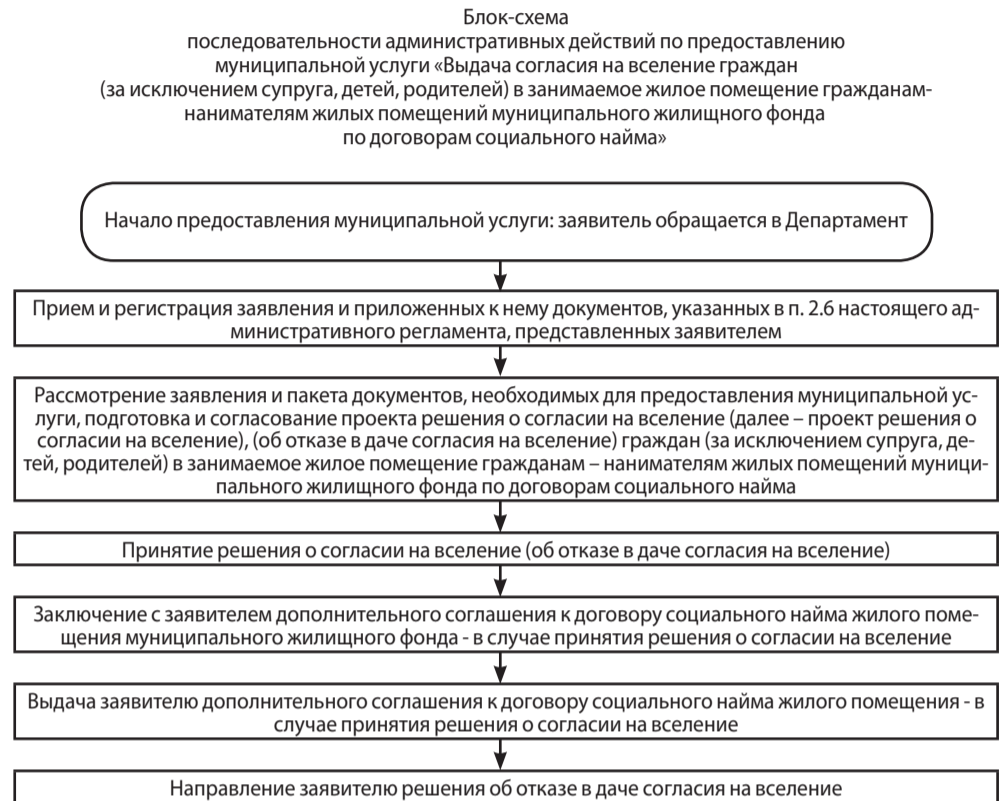 Блок-схема
последовательности административных действий по предоставлению
муниципальной услуги «Выдача согласия на вселение граждан
(за исключением супруга, детей, родителей) в занимаемое жилое помещение гражданам-
нанимателям жилых помещений муниципального жилищного фонда
по договорам социального найма»
Начало предоставления муниципальной услуги: заявитель обращается в Департамент
Прием и регистрация заявления и приложенных к нему документов, указанных в п. 2.6 настоящего ад-
министративного регламента, представленных заявителем
Рассмотрение заявления и пакета документов, необходимых для предоставления муниципальной ус-
луги, подготовка и согласование проекта решения о согласии на вселение (далее – проект решения о
согласии на вселение), (об отказе в даче согласия на вселение) граждан (за исключением супруга, де-
тей, родителей) в занимаемое жилое помещение гражданам – нанимателям жилых помещений муници-
пального жилищного фонда по договорам социального найма
Принятие решения о согласии на вселение (об отказе в даче согласия на вселение)
Заключение с заявителем дополнительного соглашения к договору социального найма жилого поме-
щения муниципального жилищного фонда - в случае принятия решения о согласии на вселение
Выдача заявителю дополнительного соглашения к договору социального найма жилого помещения - в
случае принятия решения о согласии на вселение
Направление заявителю решения об отказе в даче согласия на вселение